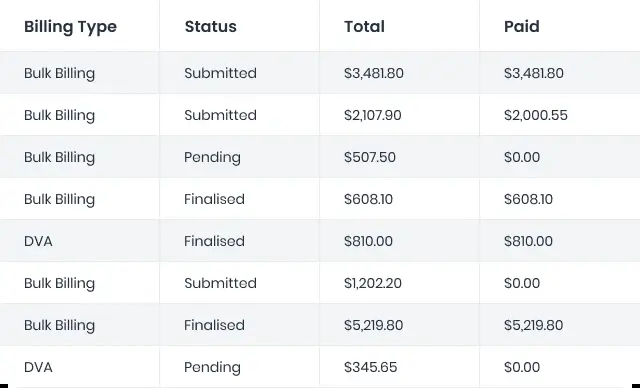 Billing Type Status Total Paid
Bulk Billing Submitted $3,481.80 $3,481.80
Bulk Billing Submitted $2,107.90 $2,000.55
Bulk Billing Pending $507.50 $0.00
Bulk Billing Finalised $608.10 $608.10
DVA Finalised $810.00 $810.00
Bulk Billing Submitted $1,202.20 $0.00
Bulk Billing Finalised $5,219.80 $5,219.80
DVA Pending $345.65 $0.00